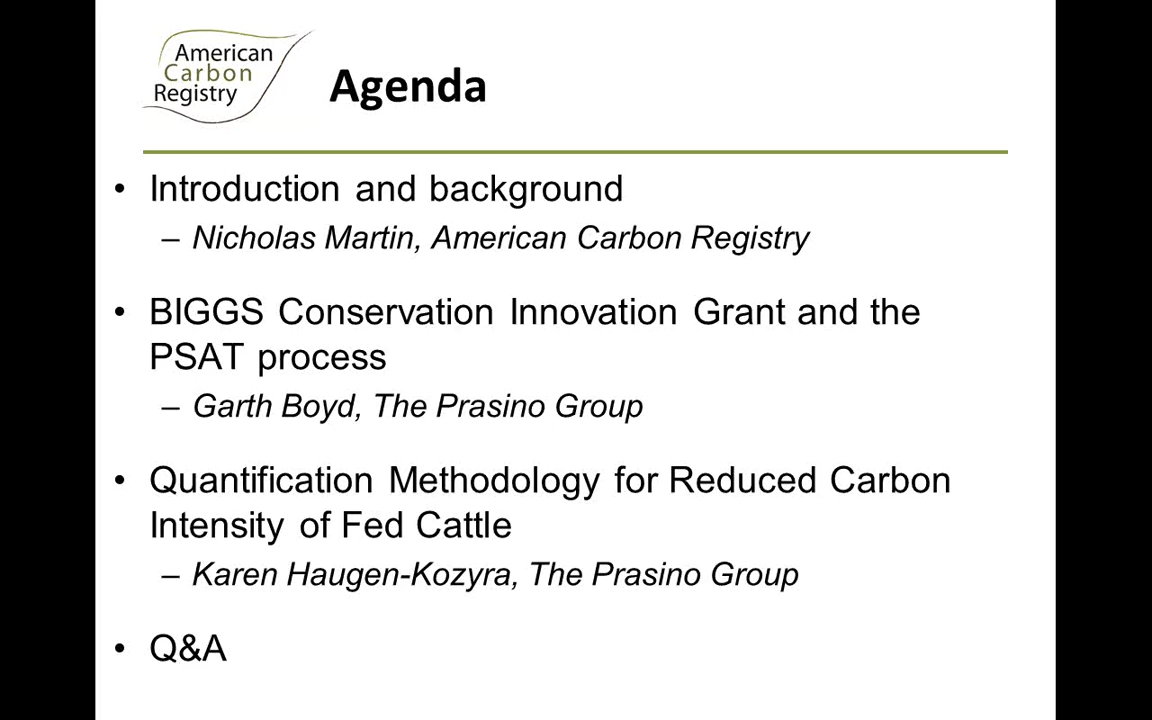 American
Carbon
Registry
Agenda
• Introduction and background
– Nicholas Martin, American Carbon Registry
• BIGGS Conservation Innovation Grant and the
PSAT process
– Garth Boyd, The Prasino Group
• Quantification Methodology for Reduced Carbon
Intensity of Fed Cattle
– Karen Haugen-Kozyra, The Prasino Group
• Q&A